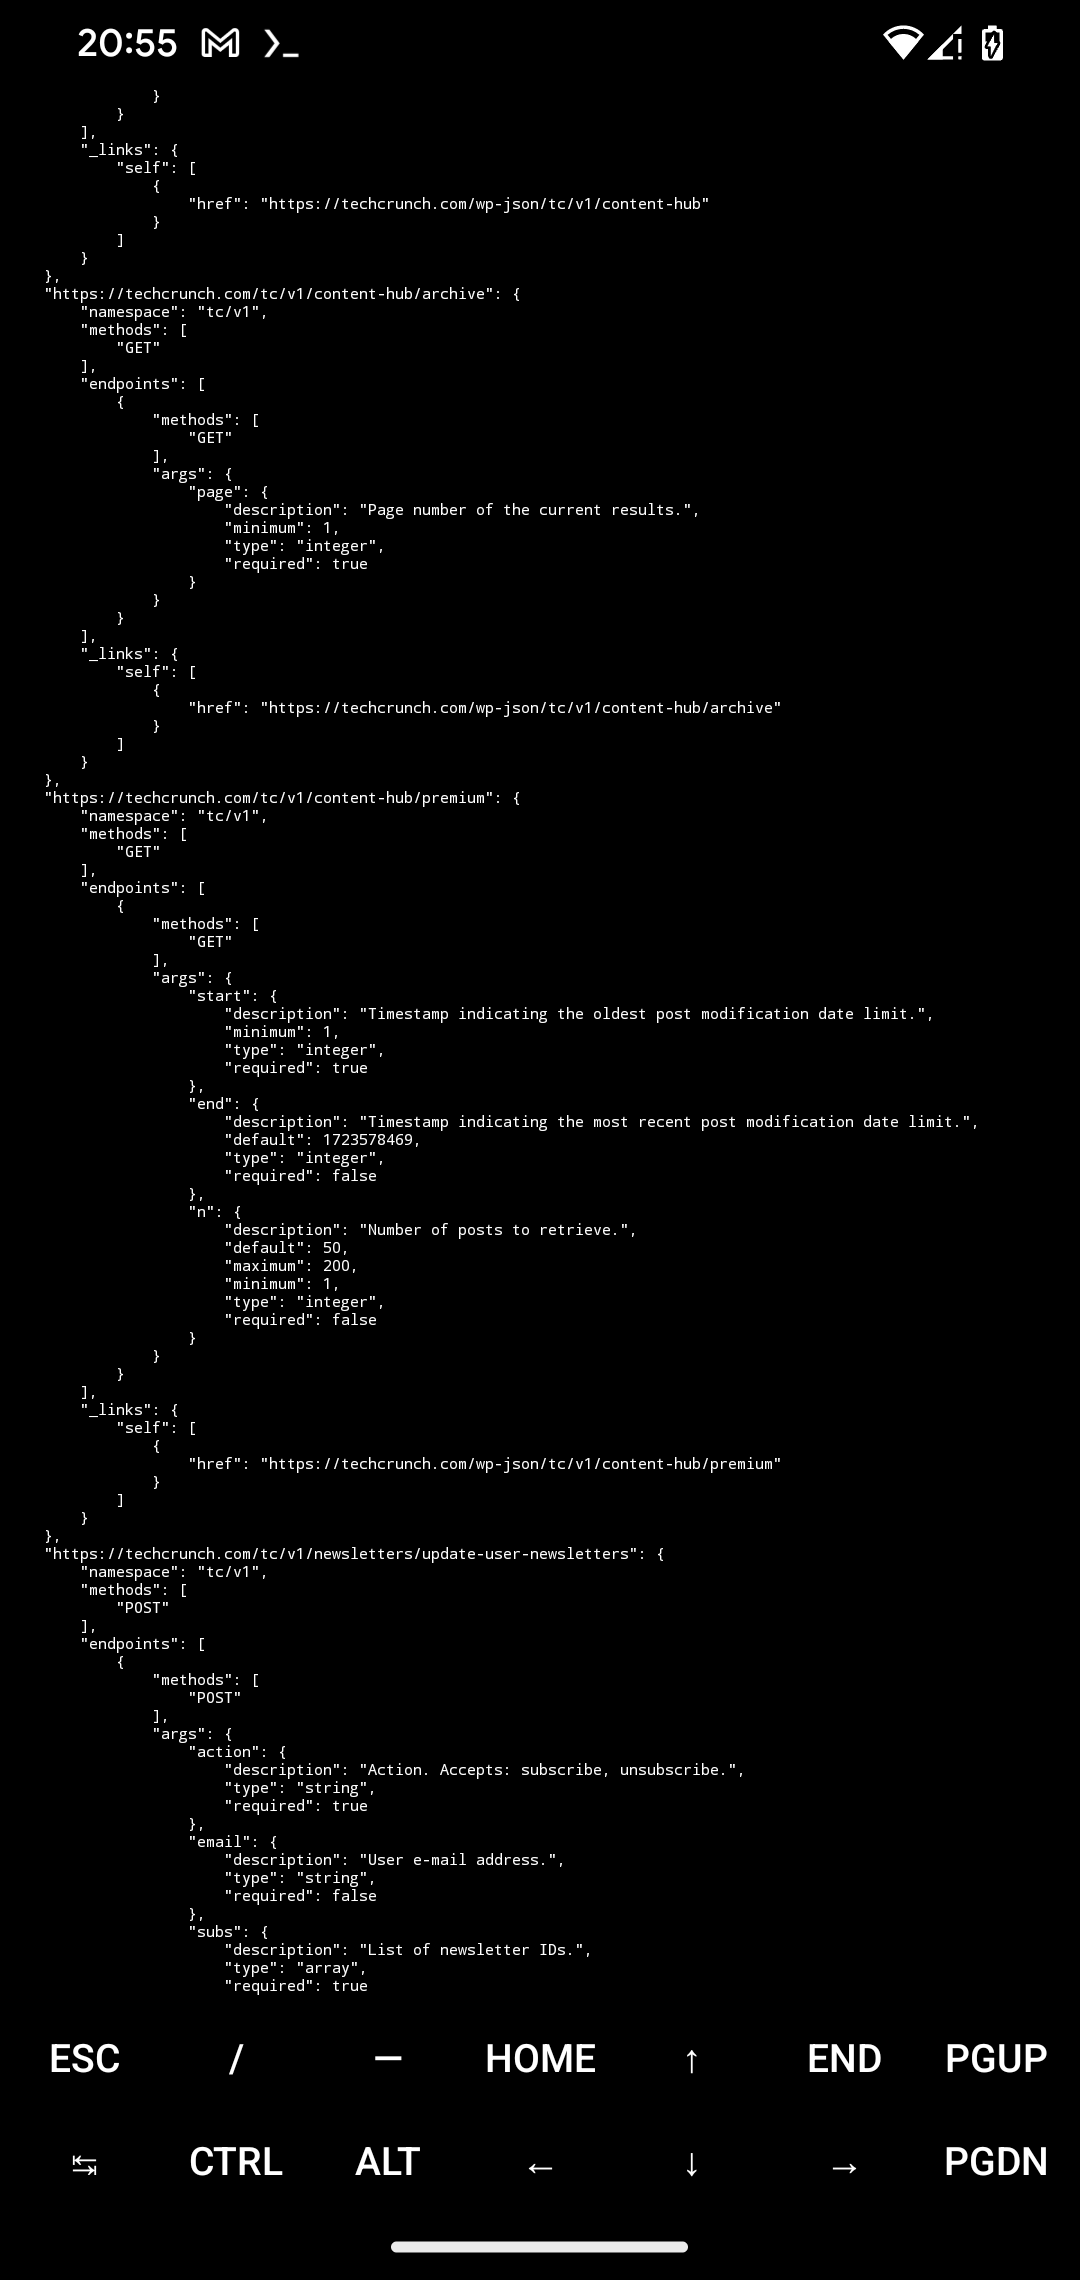 20:55
            }
        }
    ],
    "_links": {
        "self": [
            {
                "href": "https://techcrunch.com/wp-json/tc/v1/content-hub"
            }
        ]
    }
},
"https://techcrunch.com/tc/v1/content-hub/archive": {
    "namespace": "tc/v1",
    "methods": [
        "GET"
    ],
    "endpoints": [
        {
            "methods": [
                "GET"
            ],
            "args": {
                "page": {
                    "description": "Page number of the current results.",
                    "minimum": 1,
                    "type": "integer",
                    "required": true
                }
            }
        }
    ],
    "_links": {
        "self": [
            {
                "href": "https://techcrunch.com/wp-json/tc/v1/content-hub/archive"
            }
        ]
    }
},
"https://techcrunch.com/tc/v1/content-hub/premium": {
    "namespace": "tc/v1",
    "methods": [
        "GET"
    ],
    "endpoints": [
        {
            "methods": [
                "GET"
            ],
            "args": {
                "start": {
                    "description": "Timestamp indicating the oldest post modification date limit.",
                    "minimum": 1,
                    "type": "integer",
                    "required": true
                },
                "end": {
                    "description": "Timestamp indicating the most recent post modification date limit.",
                    "default": 1723578469,
                    "type": "integer",
                    "required": false
                },
                "n": {
                    "description": "Number of posts to retrieve.",
                    "default": 50,
                    "maximum": 200,
                    "minimum": 1,
                    "type": "integer",
                    "required": false
                }
            }
        }
    ],
    "_links": {
        "self": [
            {
                "href": "https://techcrunch.com/wp-json/tc/v1/content-hub/premium"
            }
        ]
    }
},
"https://techcrunch.com/tc/v1/newsletters/update-user-newsletters": {
    "namespace": "tc/v1",
    "methods": [
        "POST"
    ],
    "endpoints": [
        {
            "methods": [
                "POST"
            ],
            "args": {
                "action": {
                    "description": "Action. Accepts: subscribe, unsubscribe.",
                    "type": "string",
                    "required": true
                },
                "email": {
                    "description": "User e-mail address.",
                    "type": "string",
                    "required": false
                },
                "subs": {
                    "description": "List of newsletter IDs.",
                    "type": "array",
                    "required": true
ESC / — HOME ↑ END PGUP
↹ CTRL ALT ← ↓ → PGDN